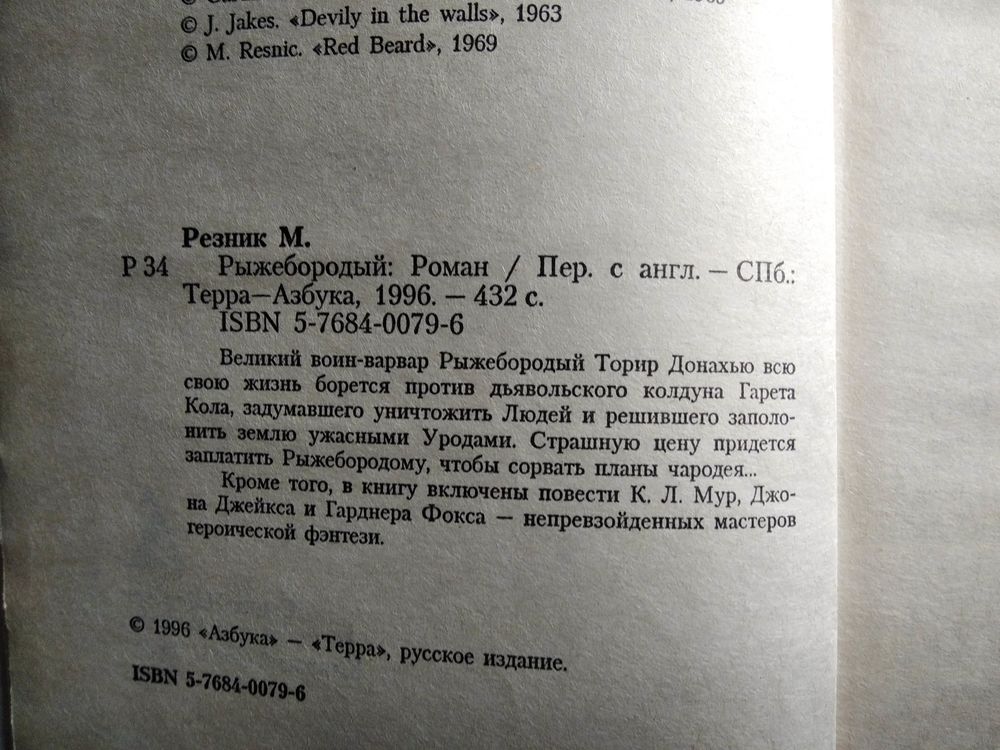 © J. Jakes. «Devily in the walls», 1963
© M. Resnic. «Red Beard», 1969
Резник М.
Р 34 Рыжебородый: Роман / Пер. с англ. — СПб.:
Терра—Азбука, 1996. — 432 с.
ISBN 5-7684-0079-6
Великий воин-варвар Рыжебородый Торир Донахью всю
свою жизнь борется против дьявольского колдуна Гарета
Кола, задумавшего уничтожить Людей и решившего заполо-
нить землю ужасными Уродами. Страшную цену придется
заплатить Рыжебородому, чтобы сорвать планы чародея...
Кроме того, в книгу включены повести К. Л. Мур, Джо-
на Джейкса и Гарднера Фокса — непревзойденных мастеров
героической фэнтези.
© 1996 «Азбука» — «Терра», русское издание.
ISBN 5-7684-0079-6